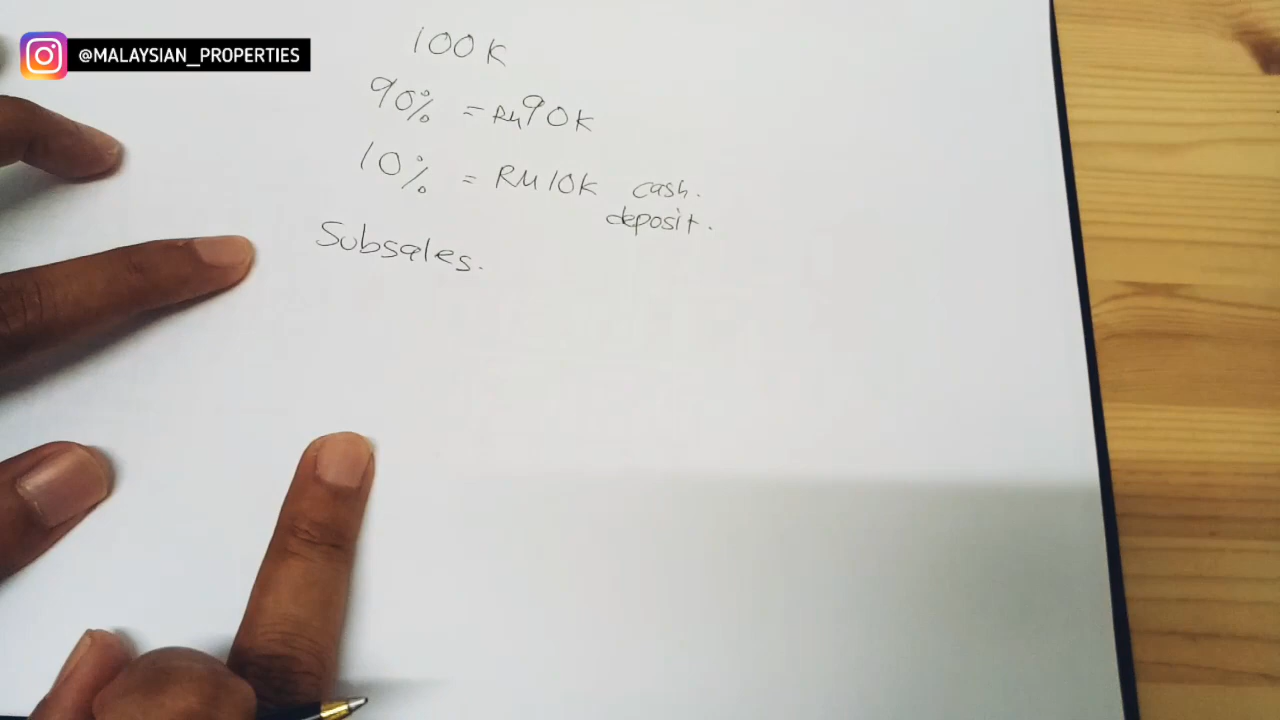 @MALAYSIAN_PROPERTIES
100K
90% = RM90K
10% = RM10K cash.
deposit.
Subsales.